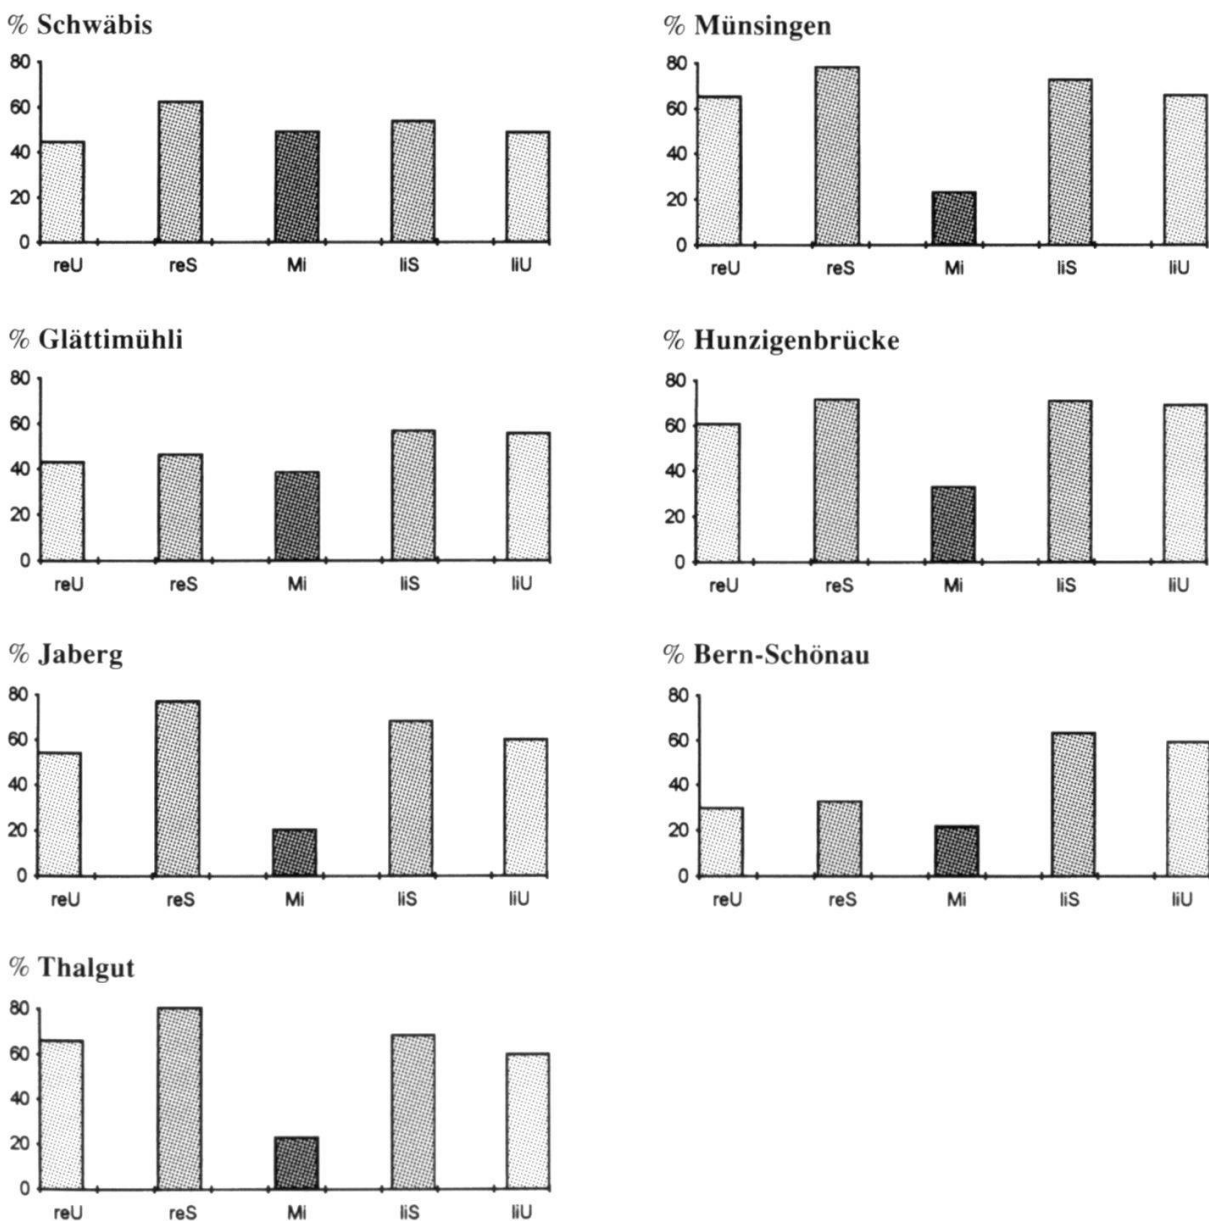 % Schwäbis
80
60
40
20
0
reU reS Mi liS liU
% Münsingen
80
60
40
20
0
reU reS Mi liS liU
% Glättimühli
80
60
40
20
0
reU reS Mi liS liU
% Hunzigenbrücke
80
60
40
20
0
reU reS Mi liS liU
% Jaberg
80
60
40
20
0
reU reS Mi liS liU
% Bern-Schönau
80
60
40
20
0
reU reS Mi liS liU
% Thalgut
80
60
40
20
0
reU reS Mi liS liU